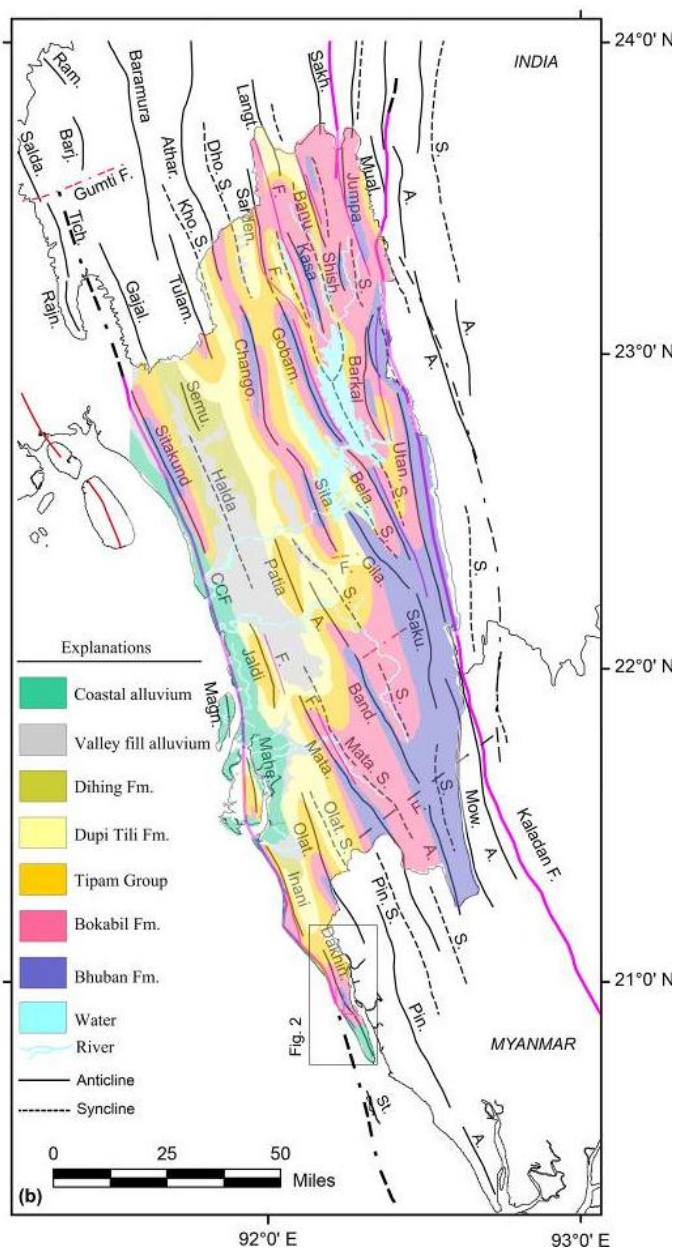 24°0' N
INDIA
Ram.
Baramura
Langt.
Sakh.
S.
Salda.
Barj.
Athar.
Dho. S.
Mual.
Gumti F.
Kho. S.
Sarden.
F.
Banu.
Jumpa.
A.
Tich.
Kasa
Shish.
S.
F.
Rajn.
Gajal.
Tulam.
23°0' N
Chango.
Gobam.
Barkal
A.
A.
Semu.
Sitakund
Halda
Utan.
S.
Sita.
Bela.
S.
S.
CCF
Patia
F.
Gila.
S.
A.
Saku.
22°0' N
Explanations
Coastal alluvium
Valley fill alluvium
Dihing Fm.
Dupi Tili Fm.
Tipam Group
Bokabil Fm.
Bhuban Fm.
Water
River
Anticline
Syncline
Jaldi
F.
Magn.
Mahe.
Band.
S.
F.
Mata.
Mata. S.
F.
S.
Mow.
A.
Kaladan F.
Olat.
Olat. S.
A.
Inani
Pin. S.
S.
Dakhin.
21°0' N
Fig. 2
Pin.
MYANMAR
St.
A.
0 25 50
Miles
(b)
92°0' E
93°0' E